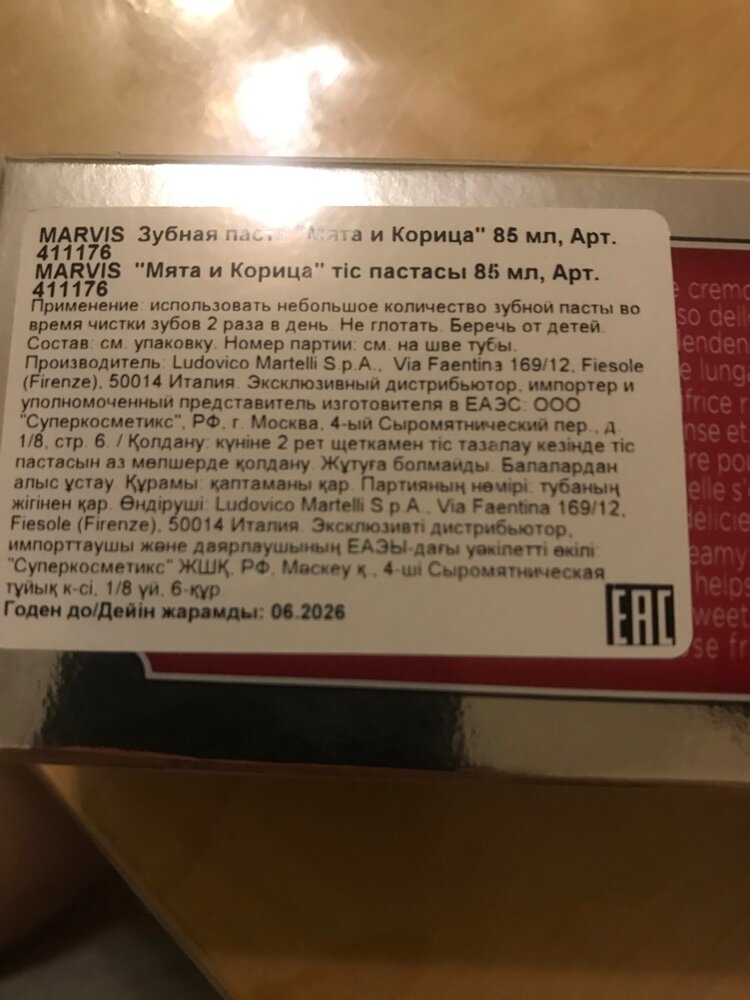 MARVIS Зубная паста "Мята и Корица" 85 мл, Арт.
411176
MARVIS "Мята и Корица" тіс пастасы 85 мл, Арт.
411176
Применение: использовать небольшое количество зубной пасты во
время чистки зубов 2 раза в день. Не глотать. Беречь от детей.
Состав: см. упаковку. Номер партии: см. на шве тубы.
Производитель: Ludovico Martelli S.p.A., Via Faentina 169/12, Fiesole
(Firenze), 50014 Италия. Эксклюзивный дистрибьютор, импортер и
уполномоченный представитель изготовителя в ЕАЭС: ООО
"Суперкосметикс", РФ, г. Москва, 4-ый Сыромятнический пер., д.
1/8, стр. 6. / Қолдану: күніне 2 рет щеткамен тіс тазалау кезінде тіс
пастасын аз мөлшерде қолдану. Жұтуға болмайды. Балалардан
алыс ұстау. Құрамы: қаптаманы қар. Партияның нөмірі: тубаның
жігінен қар. Өндіруші: Ludovico Martelli S.p.A., Via Faentina 169/12,
Fiesole (Firenze), 50014 Италия. Эксклюзивті дистрибьютор,
импорттаушы және даярлаушының ЕАЭЫ-дағы уәкілетті өкілі:
"Суперкосметикс" ЖШҚ, РФ, Мәскеу қ., 4-ші Сыромятническая
тұйық к-сі, 1/8 үй, 6-құр.
Годен до/Дейін жарамды: 06.2026
EAC